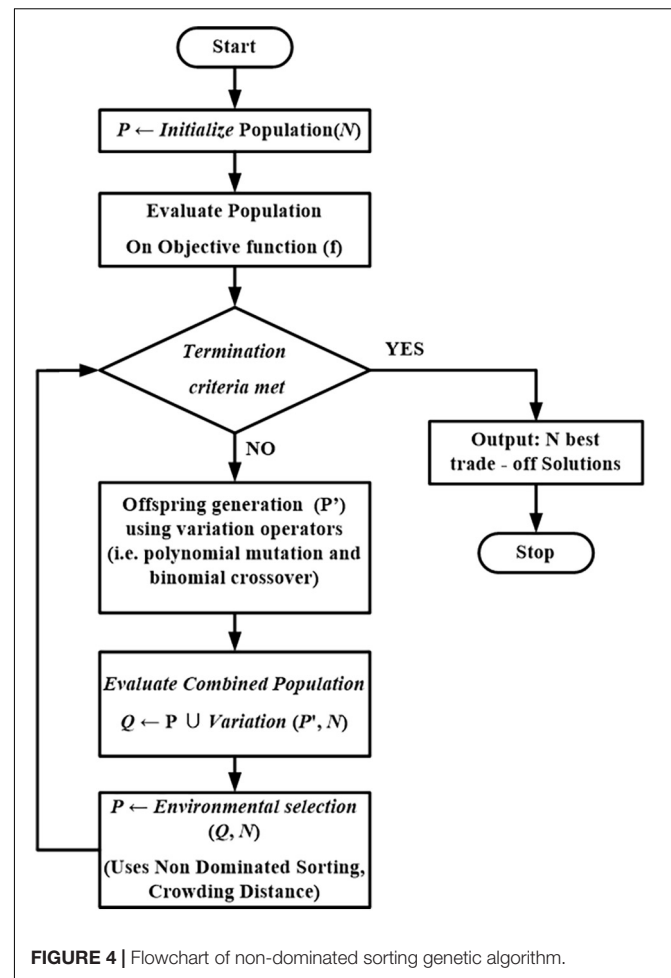 Start
P ← Initialize Population(N)
Evaluate Population
On Objective function (f)
Termination
criteria met
YES
NO
Output: N best
trade - off Solutions
Stop
Offspring generation (P’)
using variation operators
(i.e. polynomial mutation and
binomial crossover)
Evaluate Combined Population
Q ← P ∪ Variation (P', N)
P ← Environmental selection
(Q, N)
(Uses Non Dominated Sorting,
Crowding Distance)
FIGURE 4 | Flowchart of non-dominated sorting genetic algorithm.